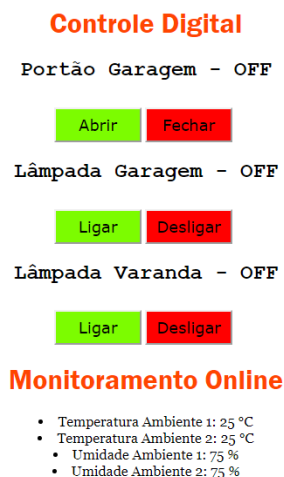 Controle Digital
Portão Garagem - OFF
Abrir Fechar
Lâmpada Garagem - OFF
Ligar Desligar
Lâmpada Varanda - OFF
Ligar Desligar
Monitoramento Online
• Temperatura Ambiente 1: 25 °C
• Temperatura Ambiente 2: 25 °C
• Umidade Ambiente 1: 75 %
• Umidade Ambiente 2: 75 %